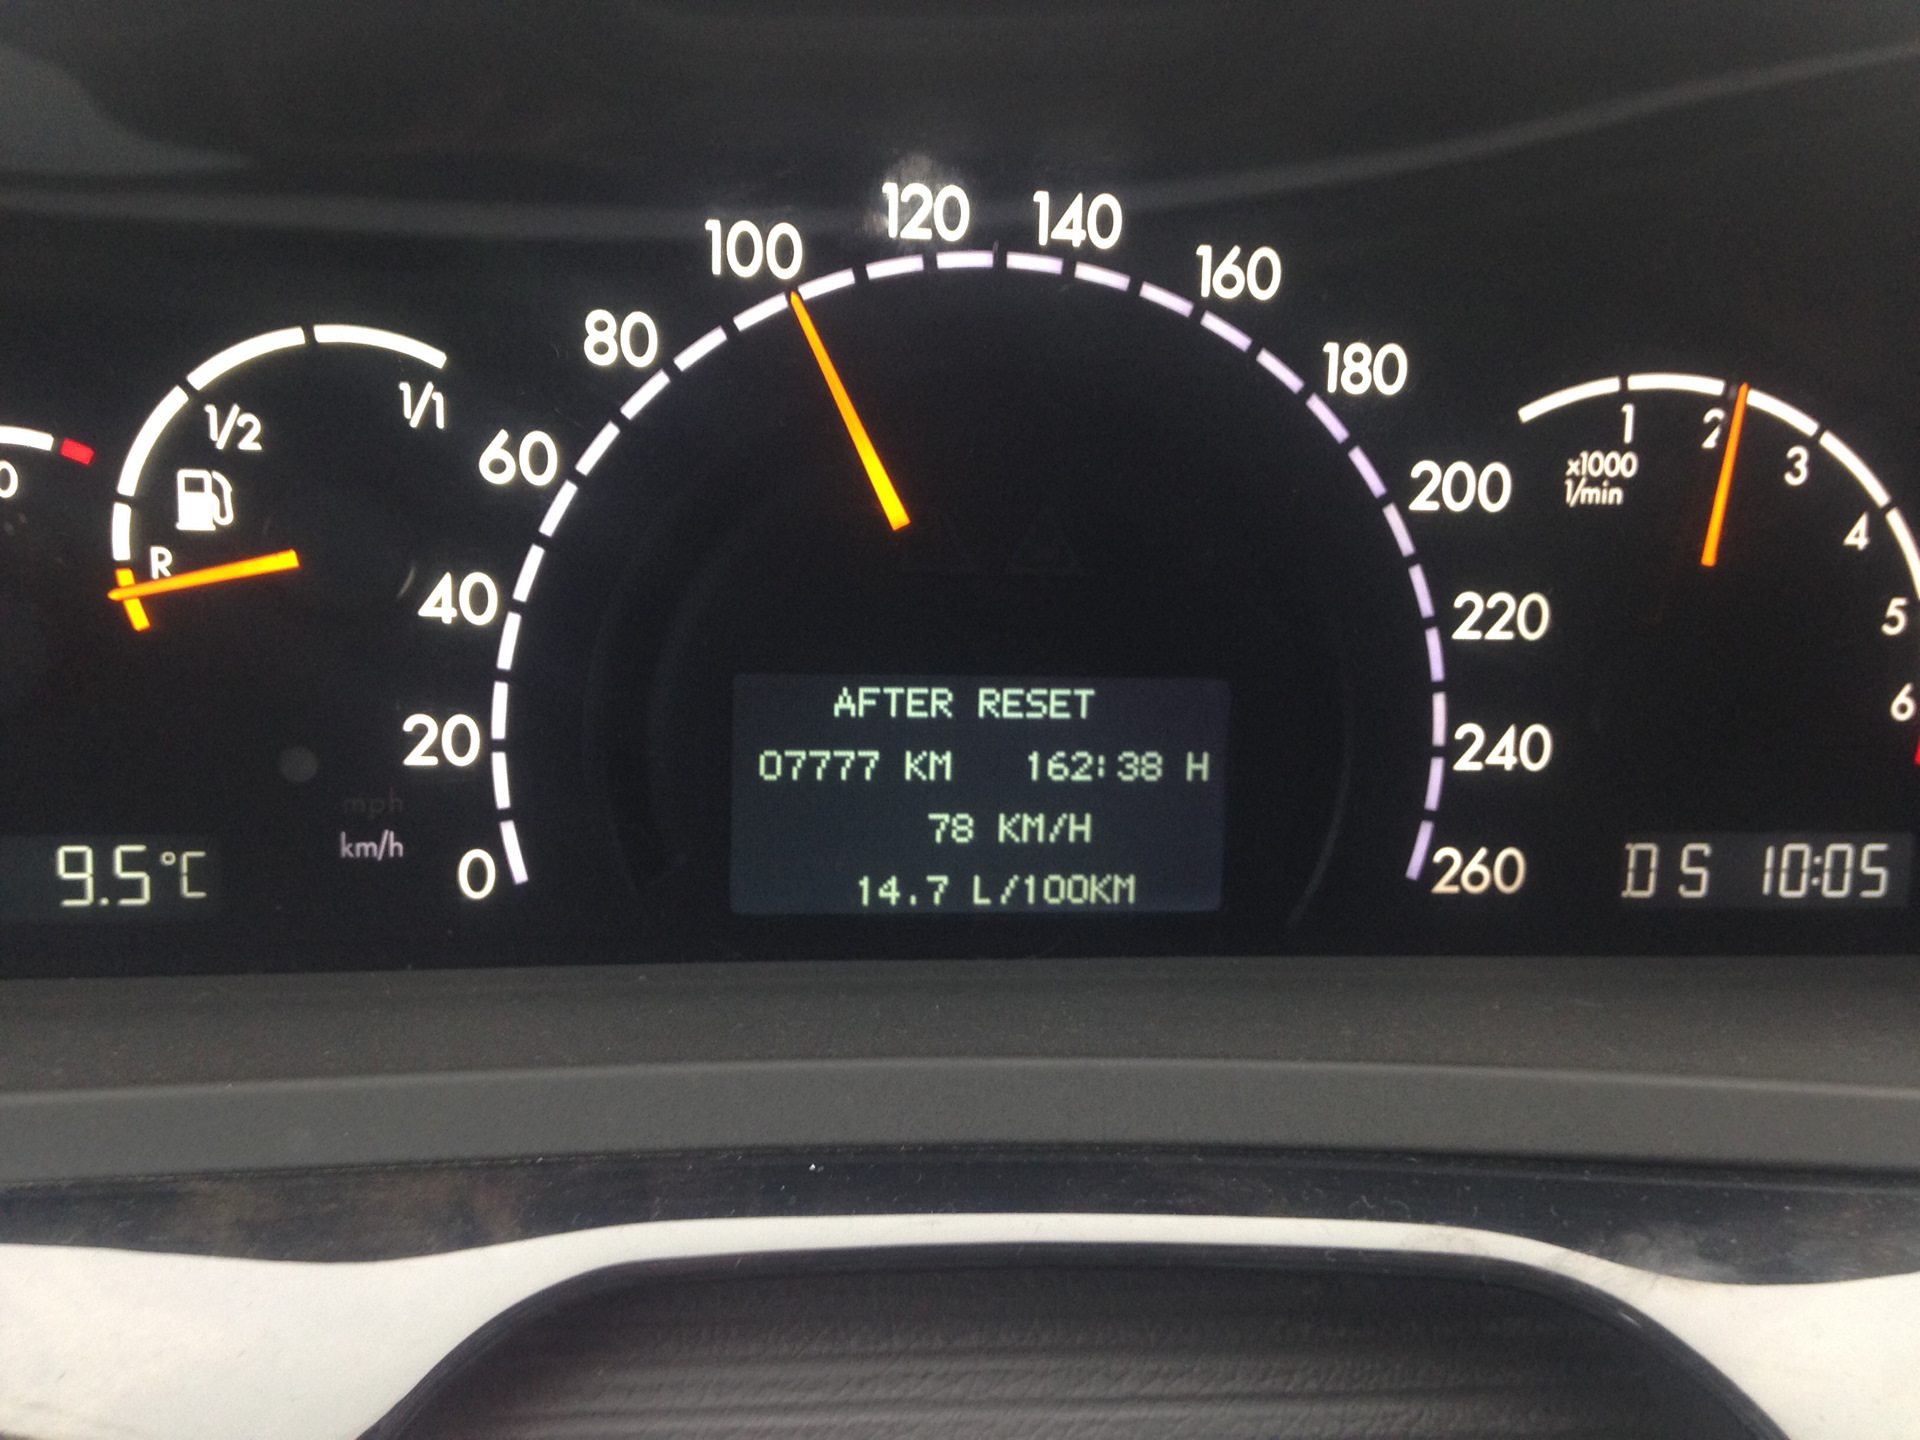 0
1/2
1/1
R
9.5°C
mph
km/h
0
20
40
60
80
100
120
140
160
180
200
220
240
260
AFTER RESET
07777 KM 162:38 H
78 KM/H
14.7 L/100KM
1
2
3
4
5
6
x1000
1/min
D S 10:05